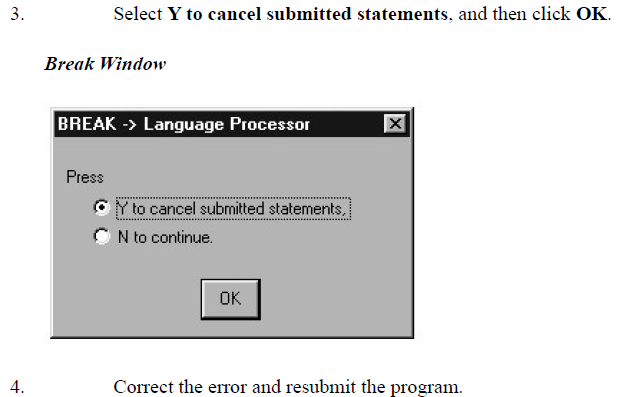 3. Select Y to cancel submitted statements, and then click OK.
Break Window
BREAK -> Language Processor
Press
Y to cancel submitted statements,
N to continue.
OK
4. Correct the error and resubmit the program.